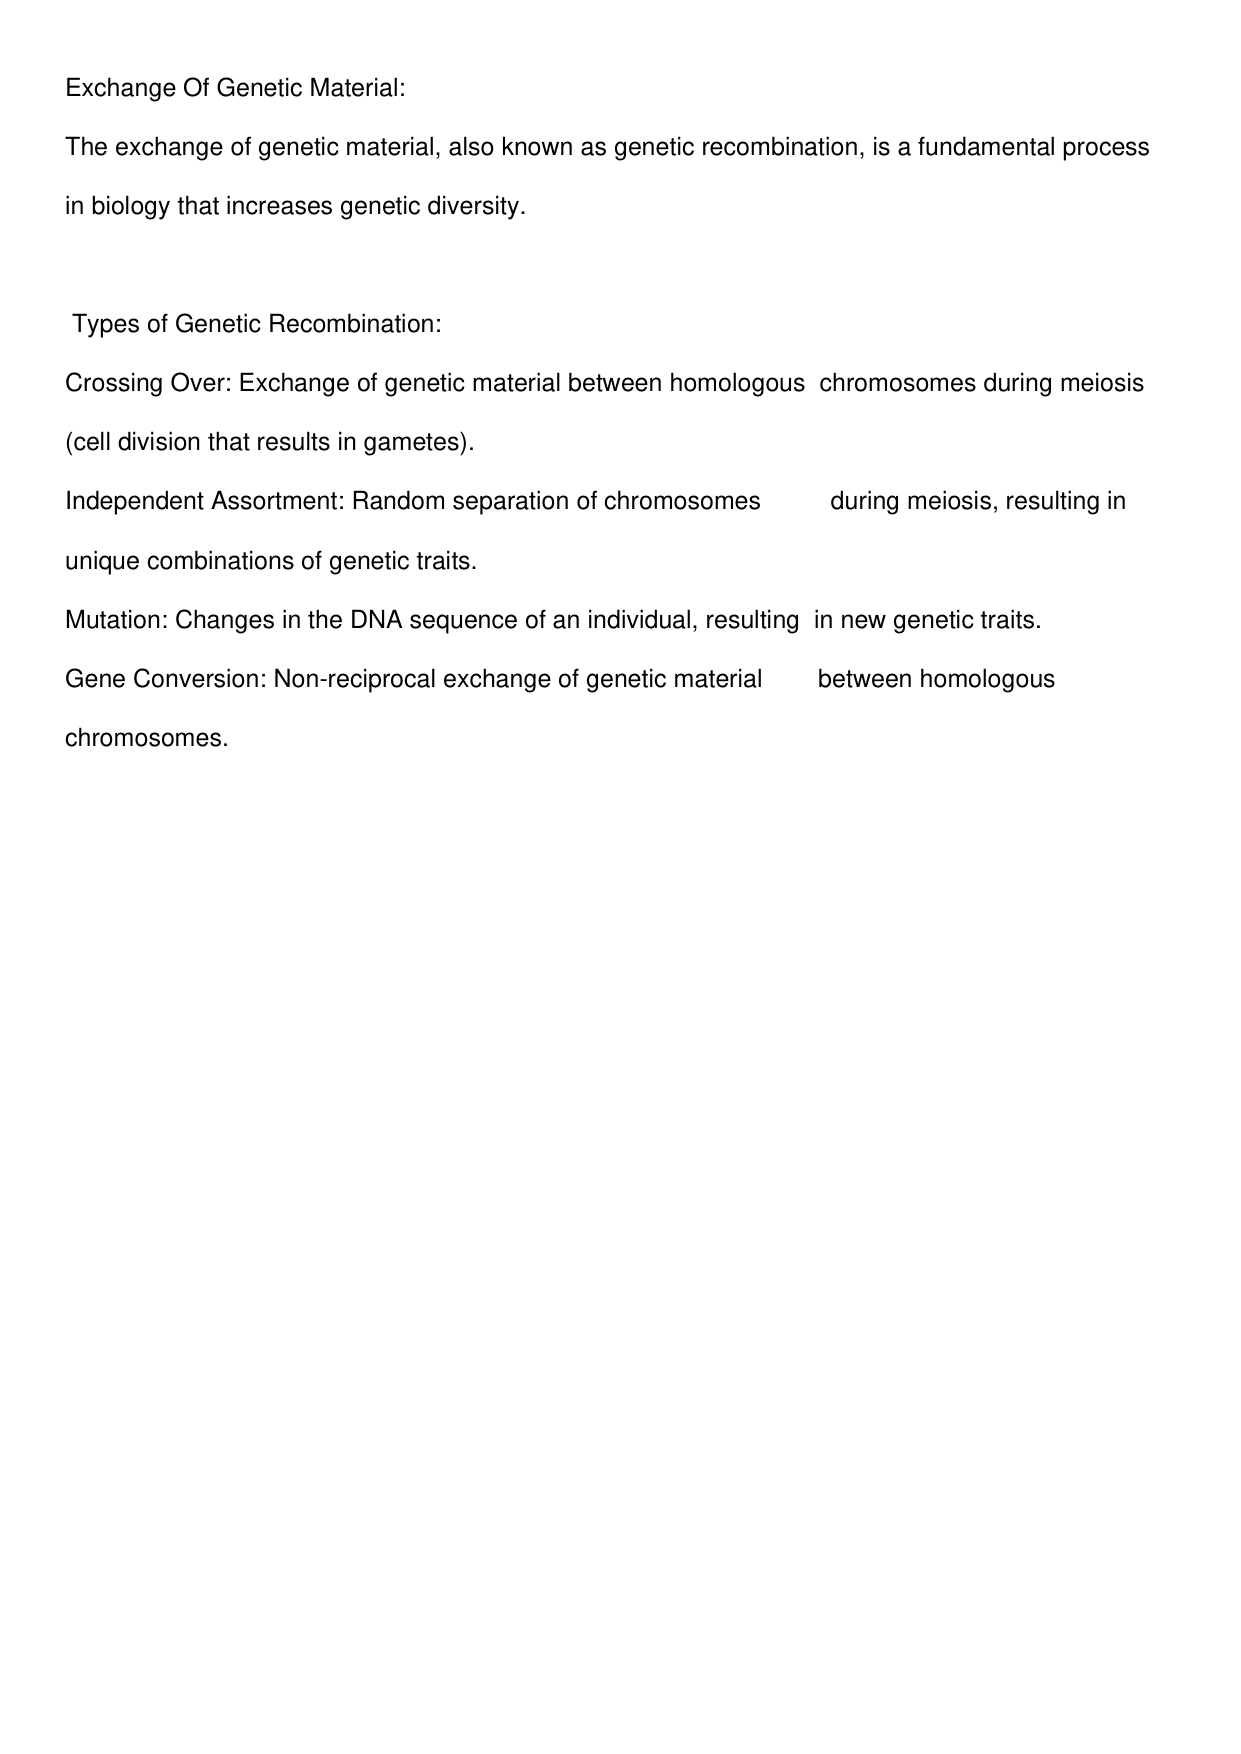 Exchange Of Genetic Material:
The exchange of genetic material, also known as genetic recombination, is a fundamental process
in biology that increases genetic diversity.
Types of Genetic Recombination:
Crossing Over: Exchange of genetic material between homologous  chromosomes during meiosis
(cell division that results in gametes).
Independent Assortment: Random separation of chromosomes          during meiosis, resulting in
unique combinations of genetic traits.
Mutation: Changes in the DNA sequence of an individual, resulting  in new genetic traits.
Gene Conversion: Non-reciprocal exchange of genetic material        between homologous
chromosomes.